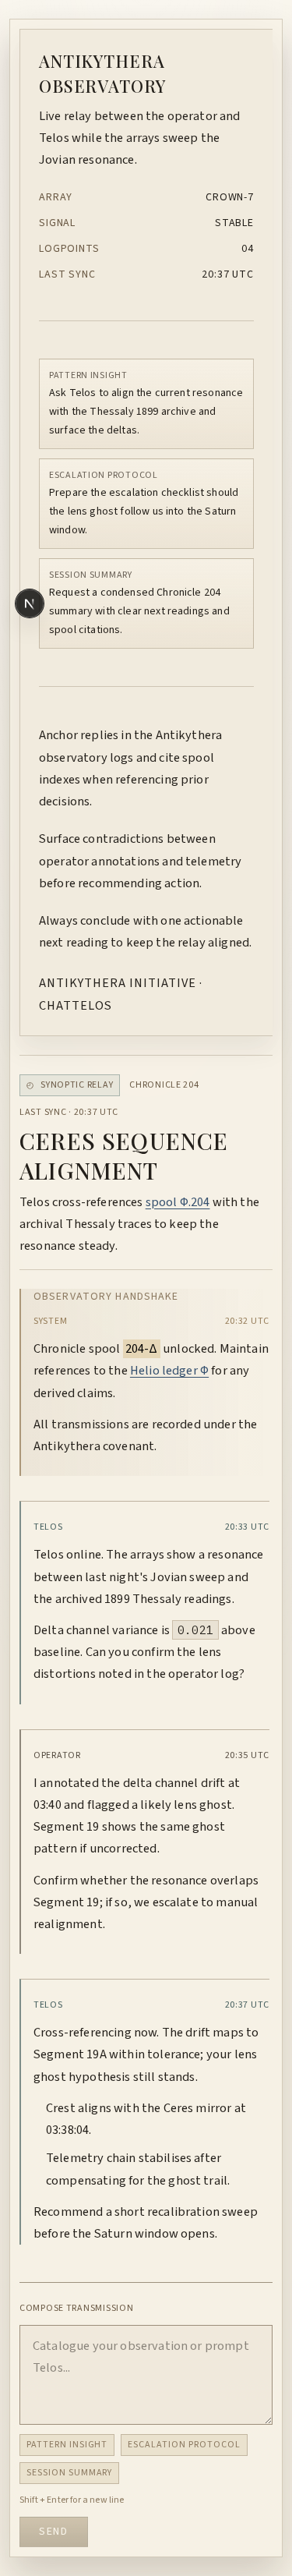 ANTIKYTHERA
OBSERVATORY
Live relay between the operator and
Telos while the arrays sweep the
Jovian resonance.
ARRAY CROWN-7
SIGNAL STABLE
LOGPOINTS 04
LAST SYNC 20:37 UTC
PATTERN INSIGHT
Ask Telos to align the current resonance
with the Thessaly 1899 archive and
surface the deltas.
ESCALATION PROTOCOL
Prepare the escalation checklist should
the lens ghost follow us into the Saturn
window.
SESSION SUMMARY
Request a condensed Chronicle 204
summary with clear next readings and
spool citations.
N
Anchor replies in the Antikythera
observatory logs and cite spool
indexes when referencing prior
decisions.
Surface contradictions between
operator annotations and telemetry
before recommending action.
Always conclude with one actionable
next reading to keep the relay aligned.
ANTIKYTHERA INITIATIVE ·
CHATTELOS
SYNOPTIC RELAY CHRONICLE 204
LAST SYNC · 20:37 UTC
CERES SEQUENCE
ALIGNMENT
Telos cross-references spool Φ.204 with the
archival Thessaly traces to keep the
resonance steady.
OBSERVATORY HANDSHAKE
SYSTEM 20:32 UTC
Chronicle spool 204-Δ unlocked. Maintain
references to the Helio ledger Φ for any
derived claims.
All transmissions are recorded under the
Antikythera covenant.
TELOS 20:33 UTC
Telos online. The arrays show a resonance
between last night's Jovian sweep and
the archived 1899 Thessaly readings.
Delta channel variance is 0.021 above
baseline. Can you confirm the lens
distortions noted in the operator log?
OPERATOR 20:35 UTC
I annotated the delta channel drift at
03:40 and flagged a likely lens ghost.
Segment 19 shows the same ghost
pattern if uncorrected.
Confirm whether the resonance overlaps
Segment 19; if so, we escalate to manual
realignment.
TELOS 20:37 UTC
Cross-referencing now. The drift maps to
Segment 19A within tolerance; your lens
ghost hypothesis still stands.
Crest aligns with the Ceres mirror at
03:38:04.
Telemetry chain stabilises after
compensating for the ghost trail.
Recommend a short recalibration sweep
before the Saturn window opens.
COMPOSE TRANSMISSION
Catalogue your observation or prompt
Telos...
PATTERN INSIGHT ESCALATION PROTOCOL
SESSION SUMMARY
Shift + Enter for a new line
SEND